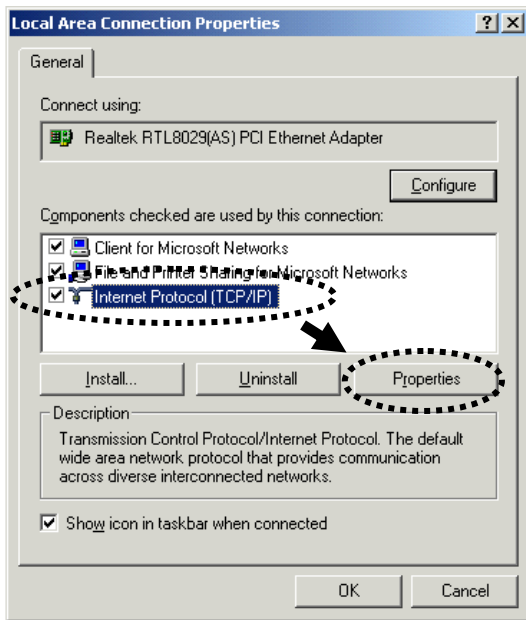 Local Area Connection Properties
? X
General
Connect using:
Realtek RTL8029(AS) PCI Ethernet Adapter
Configure
Components checked are used by this connection:
Client for Microsoft Networks
File and Printer Sharing for Microsoft Networks
Internet Protocol (TCP/IP)
Install... Uninstall Properties
Description
Transmission Control Protocol/Internet Protocol. The default
wide area network protocol that provides communication
across diverse interconnected networks.
Show icon in taskbar when connected
OK Cancel